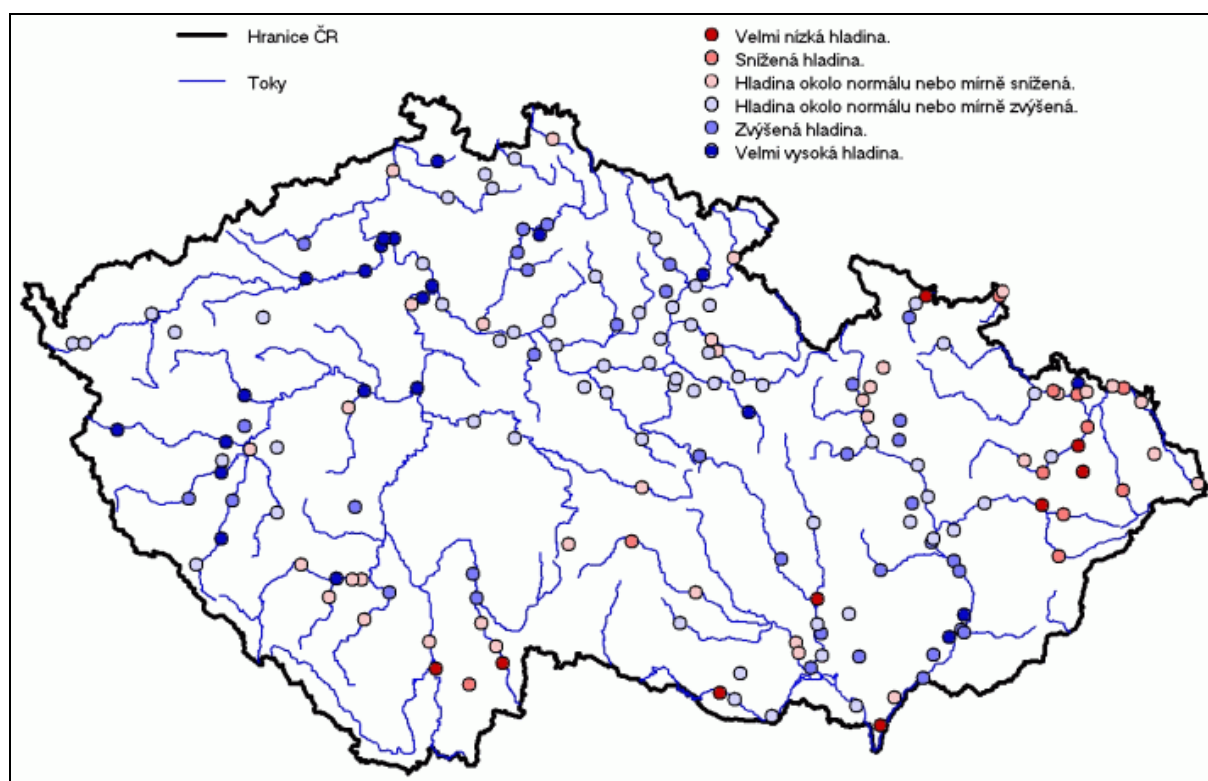 Hranice ČR
Toky
Velmi nízká hladina.
Snížená hladina.
Hladina okolo normálu nebo mírně snížená.
Hladina okolo normálu nebo mírně zvýšená.
Zvýšená hladina.
Velmi vysoká hladina.